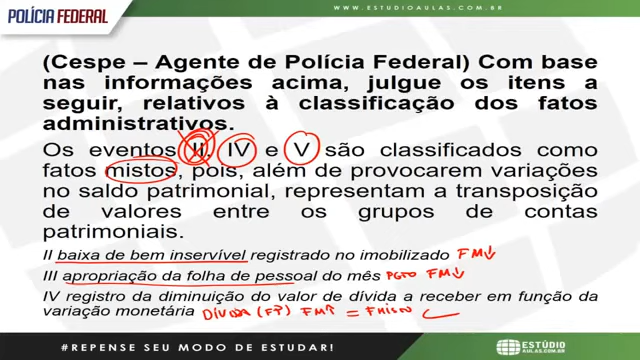 POLÍCIA FEDERAL
WWW.ESTUDIOAULAS.COM.BR
(Cespe – Agente de Polícia Federal) Com base
nas informações acima, julgue os itens a
seguir, relativos à classificação dos fatos
administrativos.
Os eventos II, IV e V são classificados como
fatos mistos, pois, além de provocarem variações
no saldo patrimonial, representam a transposição
de valores entre os grupos de contas
patrimoniais.
II baixa de bem inservível registrado no imobilizado FM↓
III apropriação da folha de pessoal do mês PGTO FM↓
IV registro da diminuição do valor de dívida a receber em função da
variação monetária DÍVIDA (FP) FM↑ = FMISTO
#REPENSE SEU MODO DE ESTUDAR!
ESTÚDIO
AULAS.COM.BR